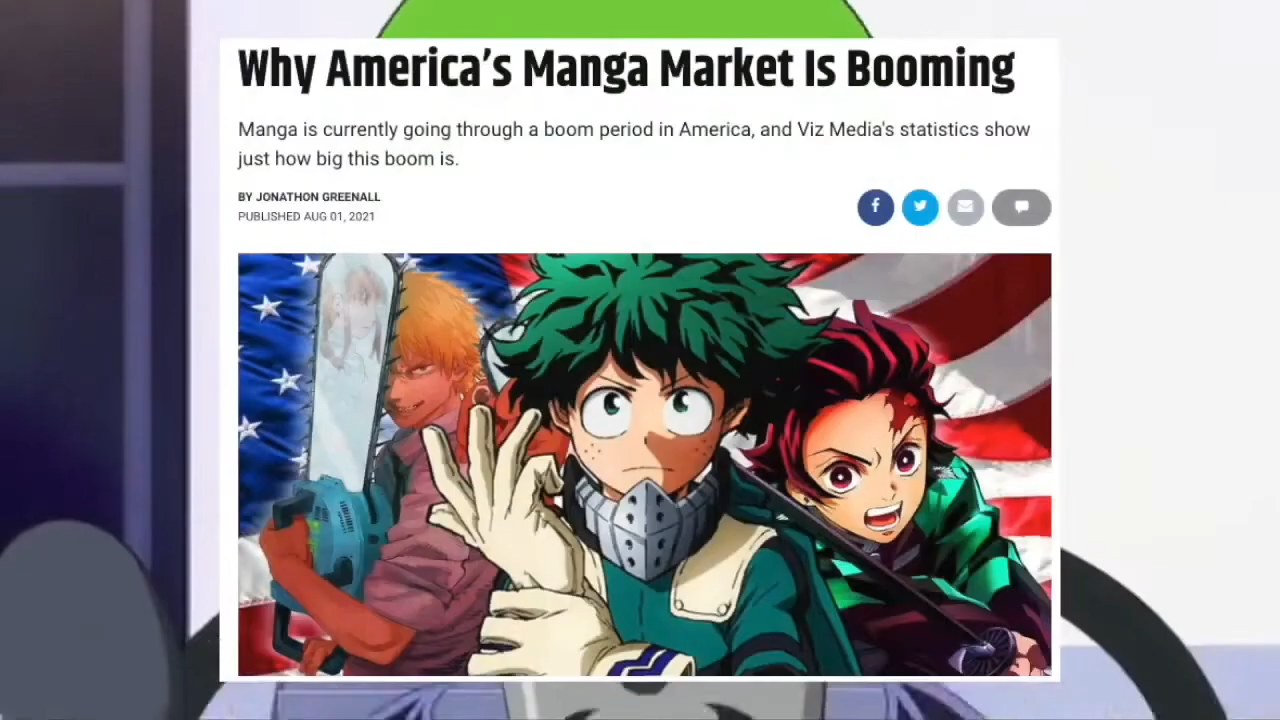 Why America's Manga Market Is Booming
Manga is currently going through a boom period in America, and Viz Media's statistics show
just how big this boom is.
BY JONATHON GREENALL
PUBLISHED AUG 01, 2021
f